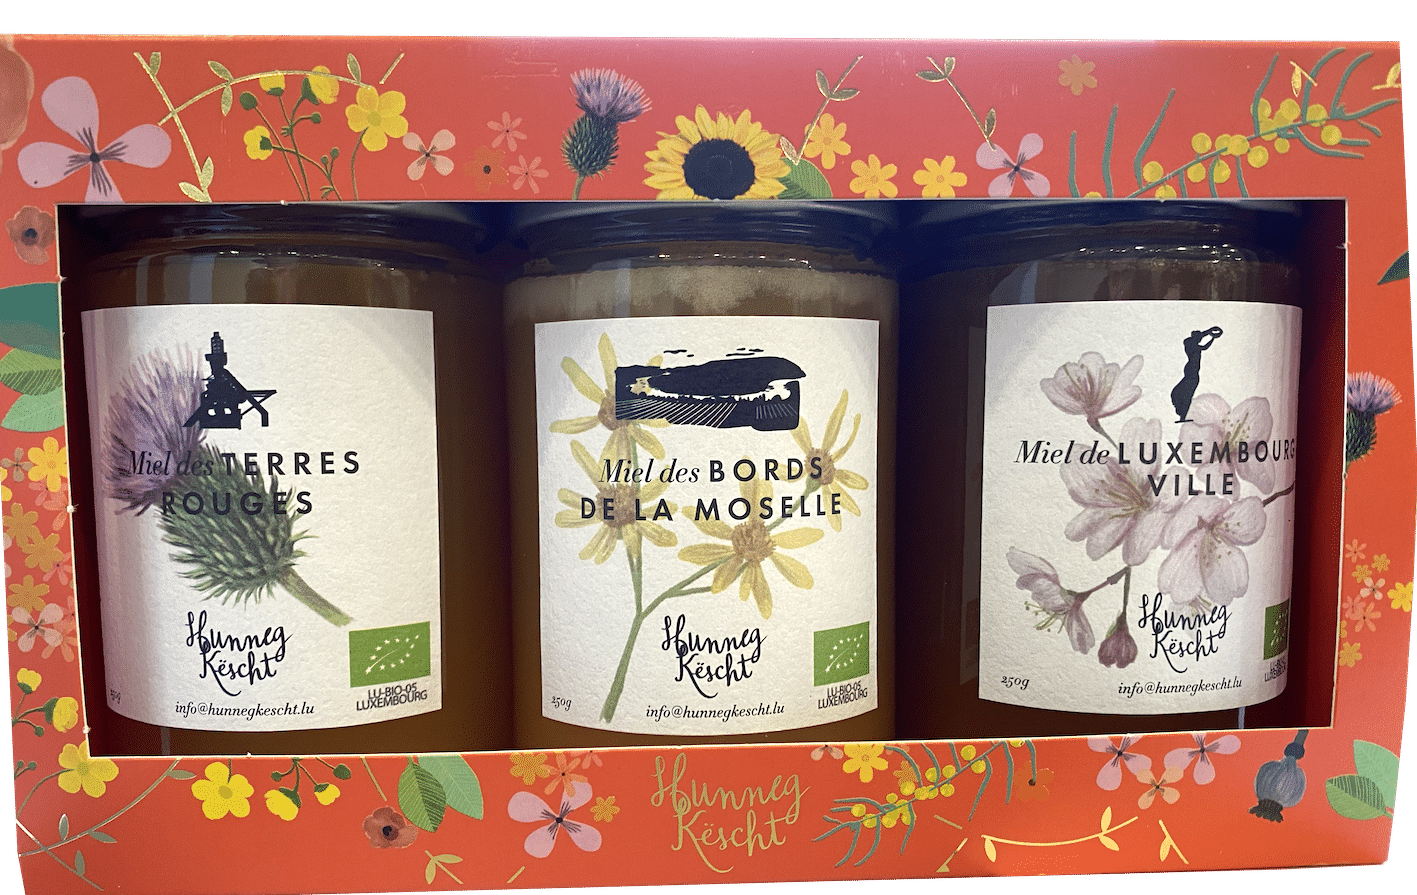 Miel des TERRES
ROUGES
Hunneg
Këscht
250g
LU-BIO-05
LUXEMBOURG
info@hunnegkescht.lu
Miel des BORDS
DE LA MOSELLE
Hunneg
Këscht
250g
LU-BIO-05
LUXEMBOURG
info@hunnegkescht.lu
Miel de LUXEMBOURG
VILLE
Hunneg
Këscht
250g
info@hunnegkescht.lu
Hunneg
Këscht